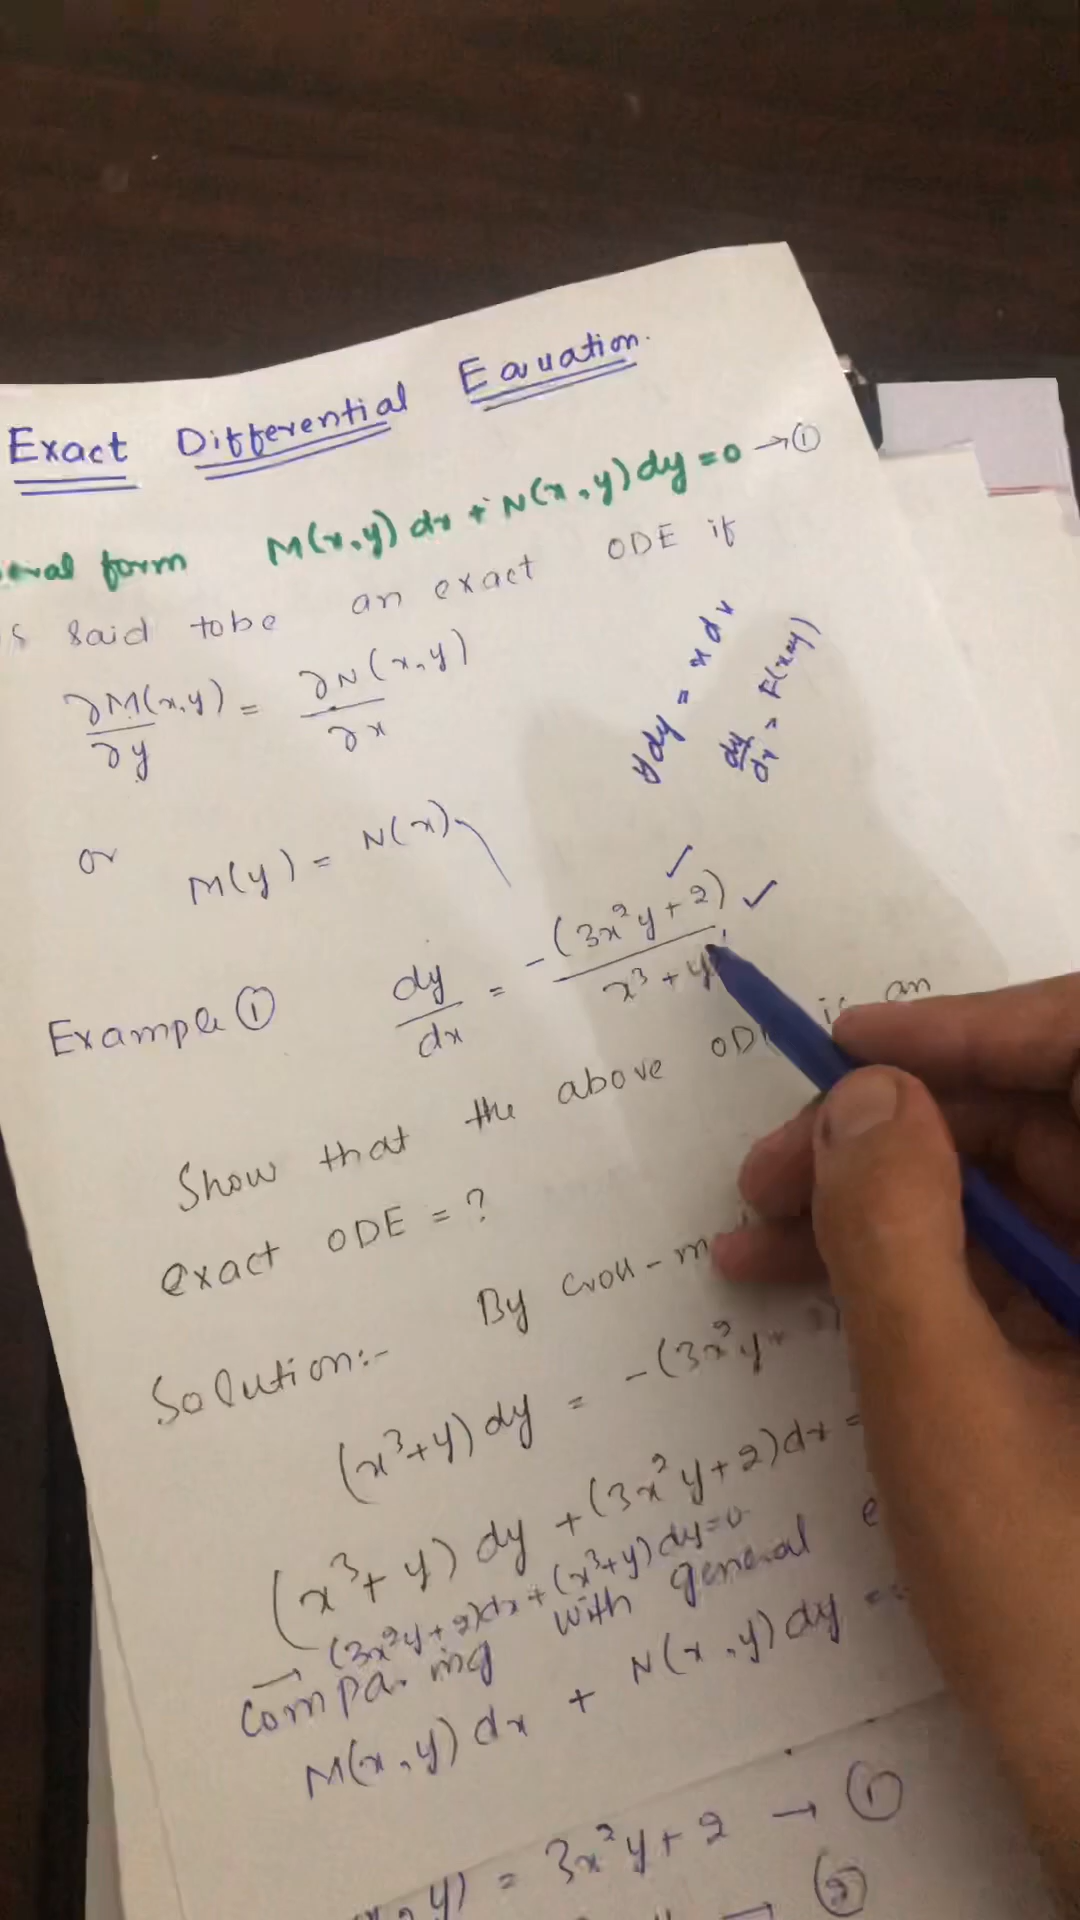 Exact Differential Equation.
form M(x,y) dx + N(x,y) dy = 0 → ①
said tobe an exact ODE if
∂M(x,y)/∂y = ∂N(x,y)/∂x
y dy = x dx
dy/dx = F(x,y)
or M(y) = N(x)
Example ① dy/dx = -(3x²y+2)/x³+y
Show that the above ODE is an
exact ODE = ?
Solution:- By
(x³+y) dy = -(3x²y+2)
(x³+y) dy + (3x²y+2) dx =
→ (3x²y+2)dx + (x³+y) dy = 0
Comparing with general
M(x,y) dx + N(x,y) dy =
y) = 3x²y + 2 → ①
→ ②